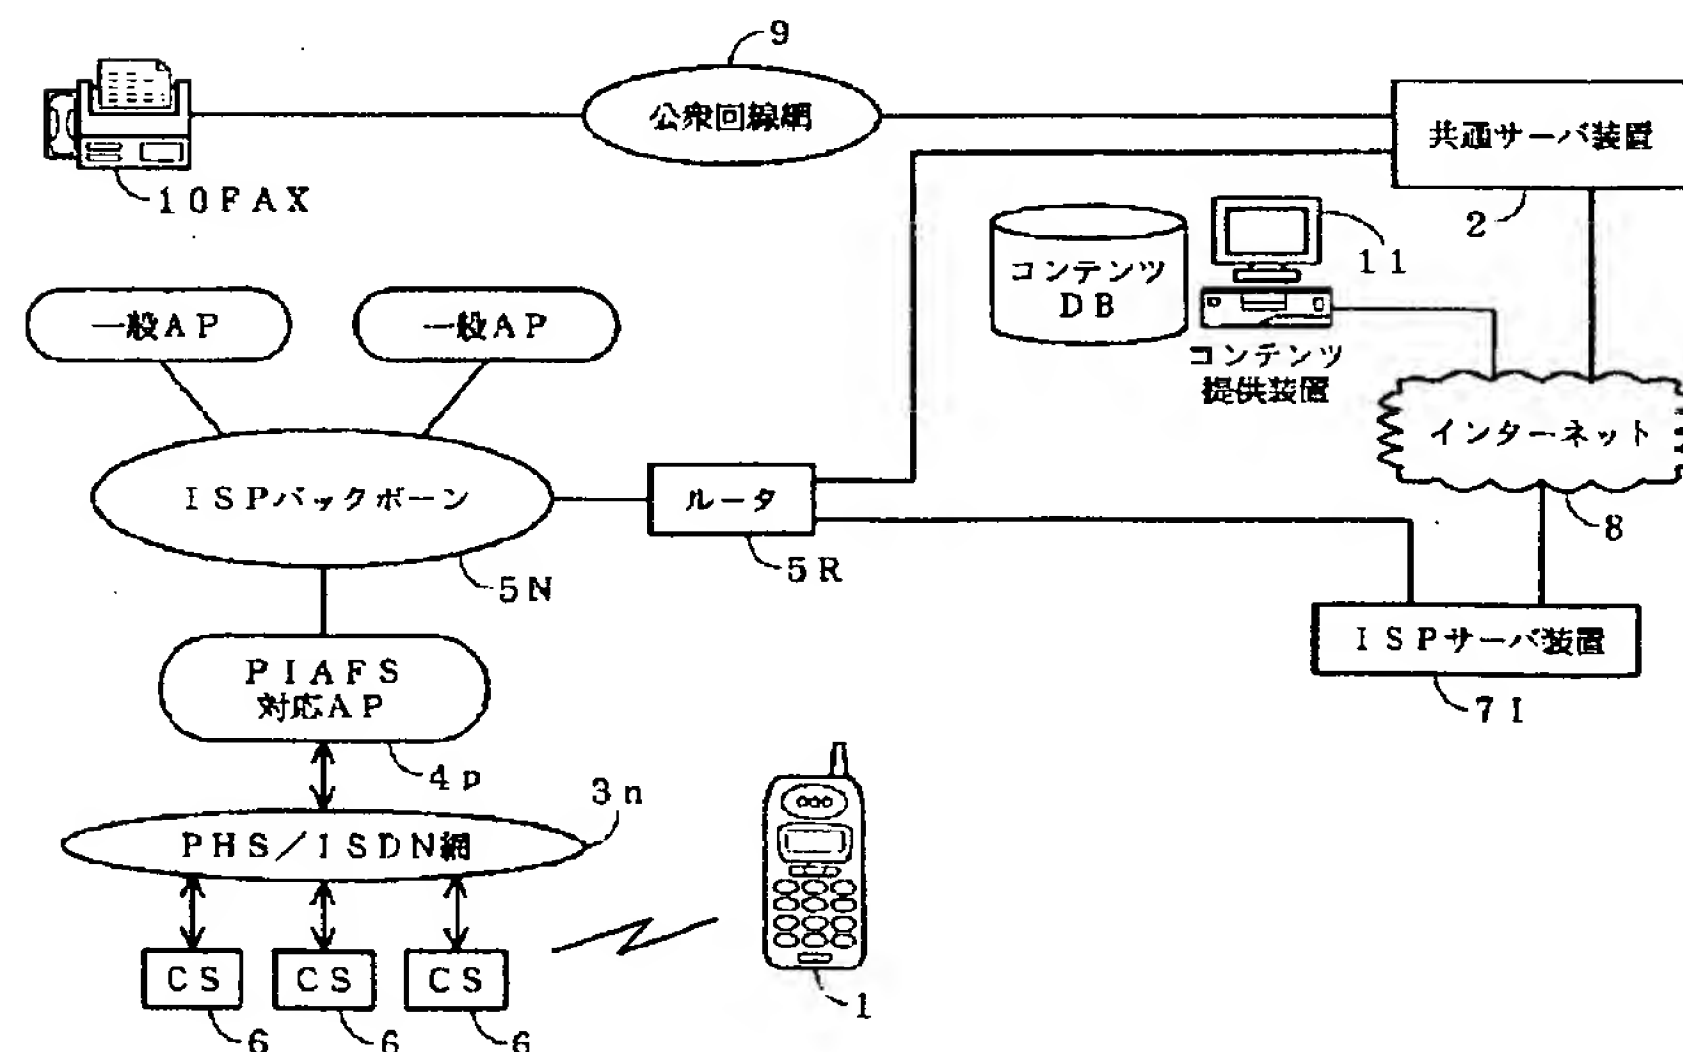 9
公衆回線網
共通サーバ装置
10FAX
2
11
コンテンツ
DB
コンテンツ
提供装置
一般AP
一般AP
インターネット
8
ISPバックボーン
ルータ
5N
5R
ISPサーバ装置
7I
PIAFS
対応AP
4p
3n
PHS/ISDN網
CS
CS
CS
1
6
6
6